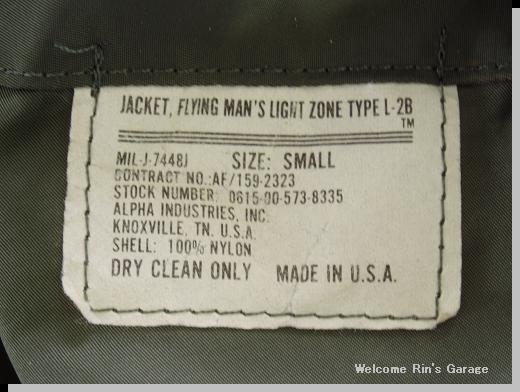 JACKET, FLYING MAN'S LIGHT ZONE TYPE L-2B
TM
MIL-J-7448J SIZE: SMALL
CONTRACT NO.:AF/159-2323
STOCK NUMBER: 0615-00-573-8335
ALPHA INDUSTRIES, INC.
KNOXVILLE, TN. U.S.A.
SHELL: 100% NYLON
DRY CLEAN ONLY MADE IN U.S.A.
Welcome Rin's Garage